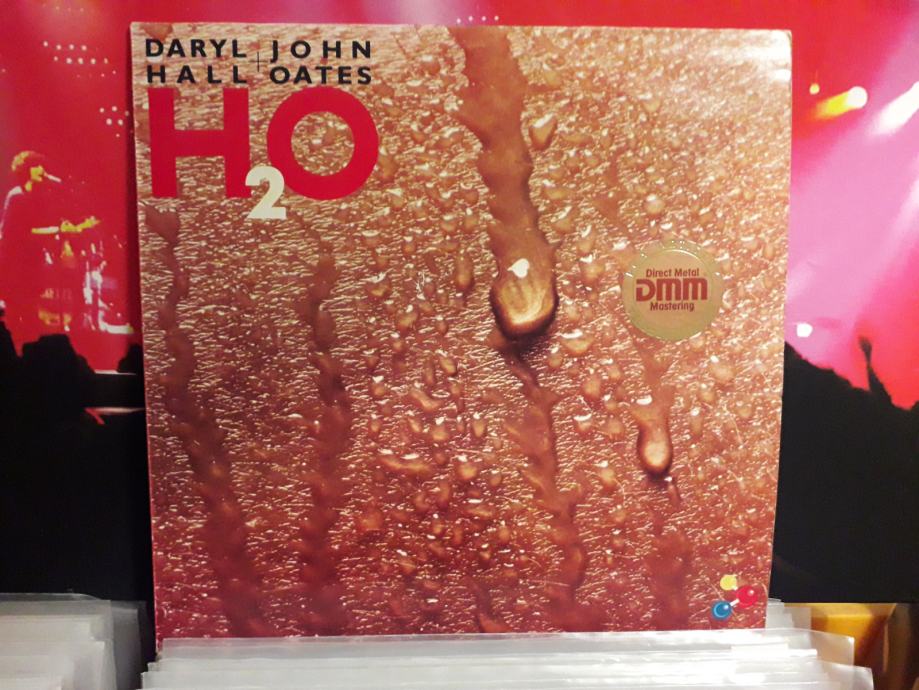 DARYL | JOHN
HALL | OATES
H2O
Direct Metal
DMM
Mastering